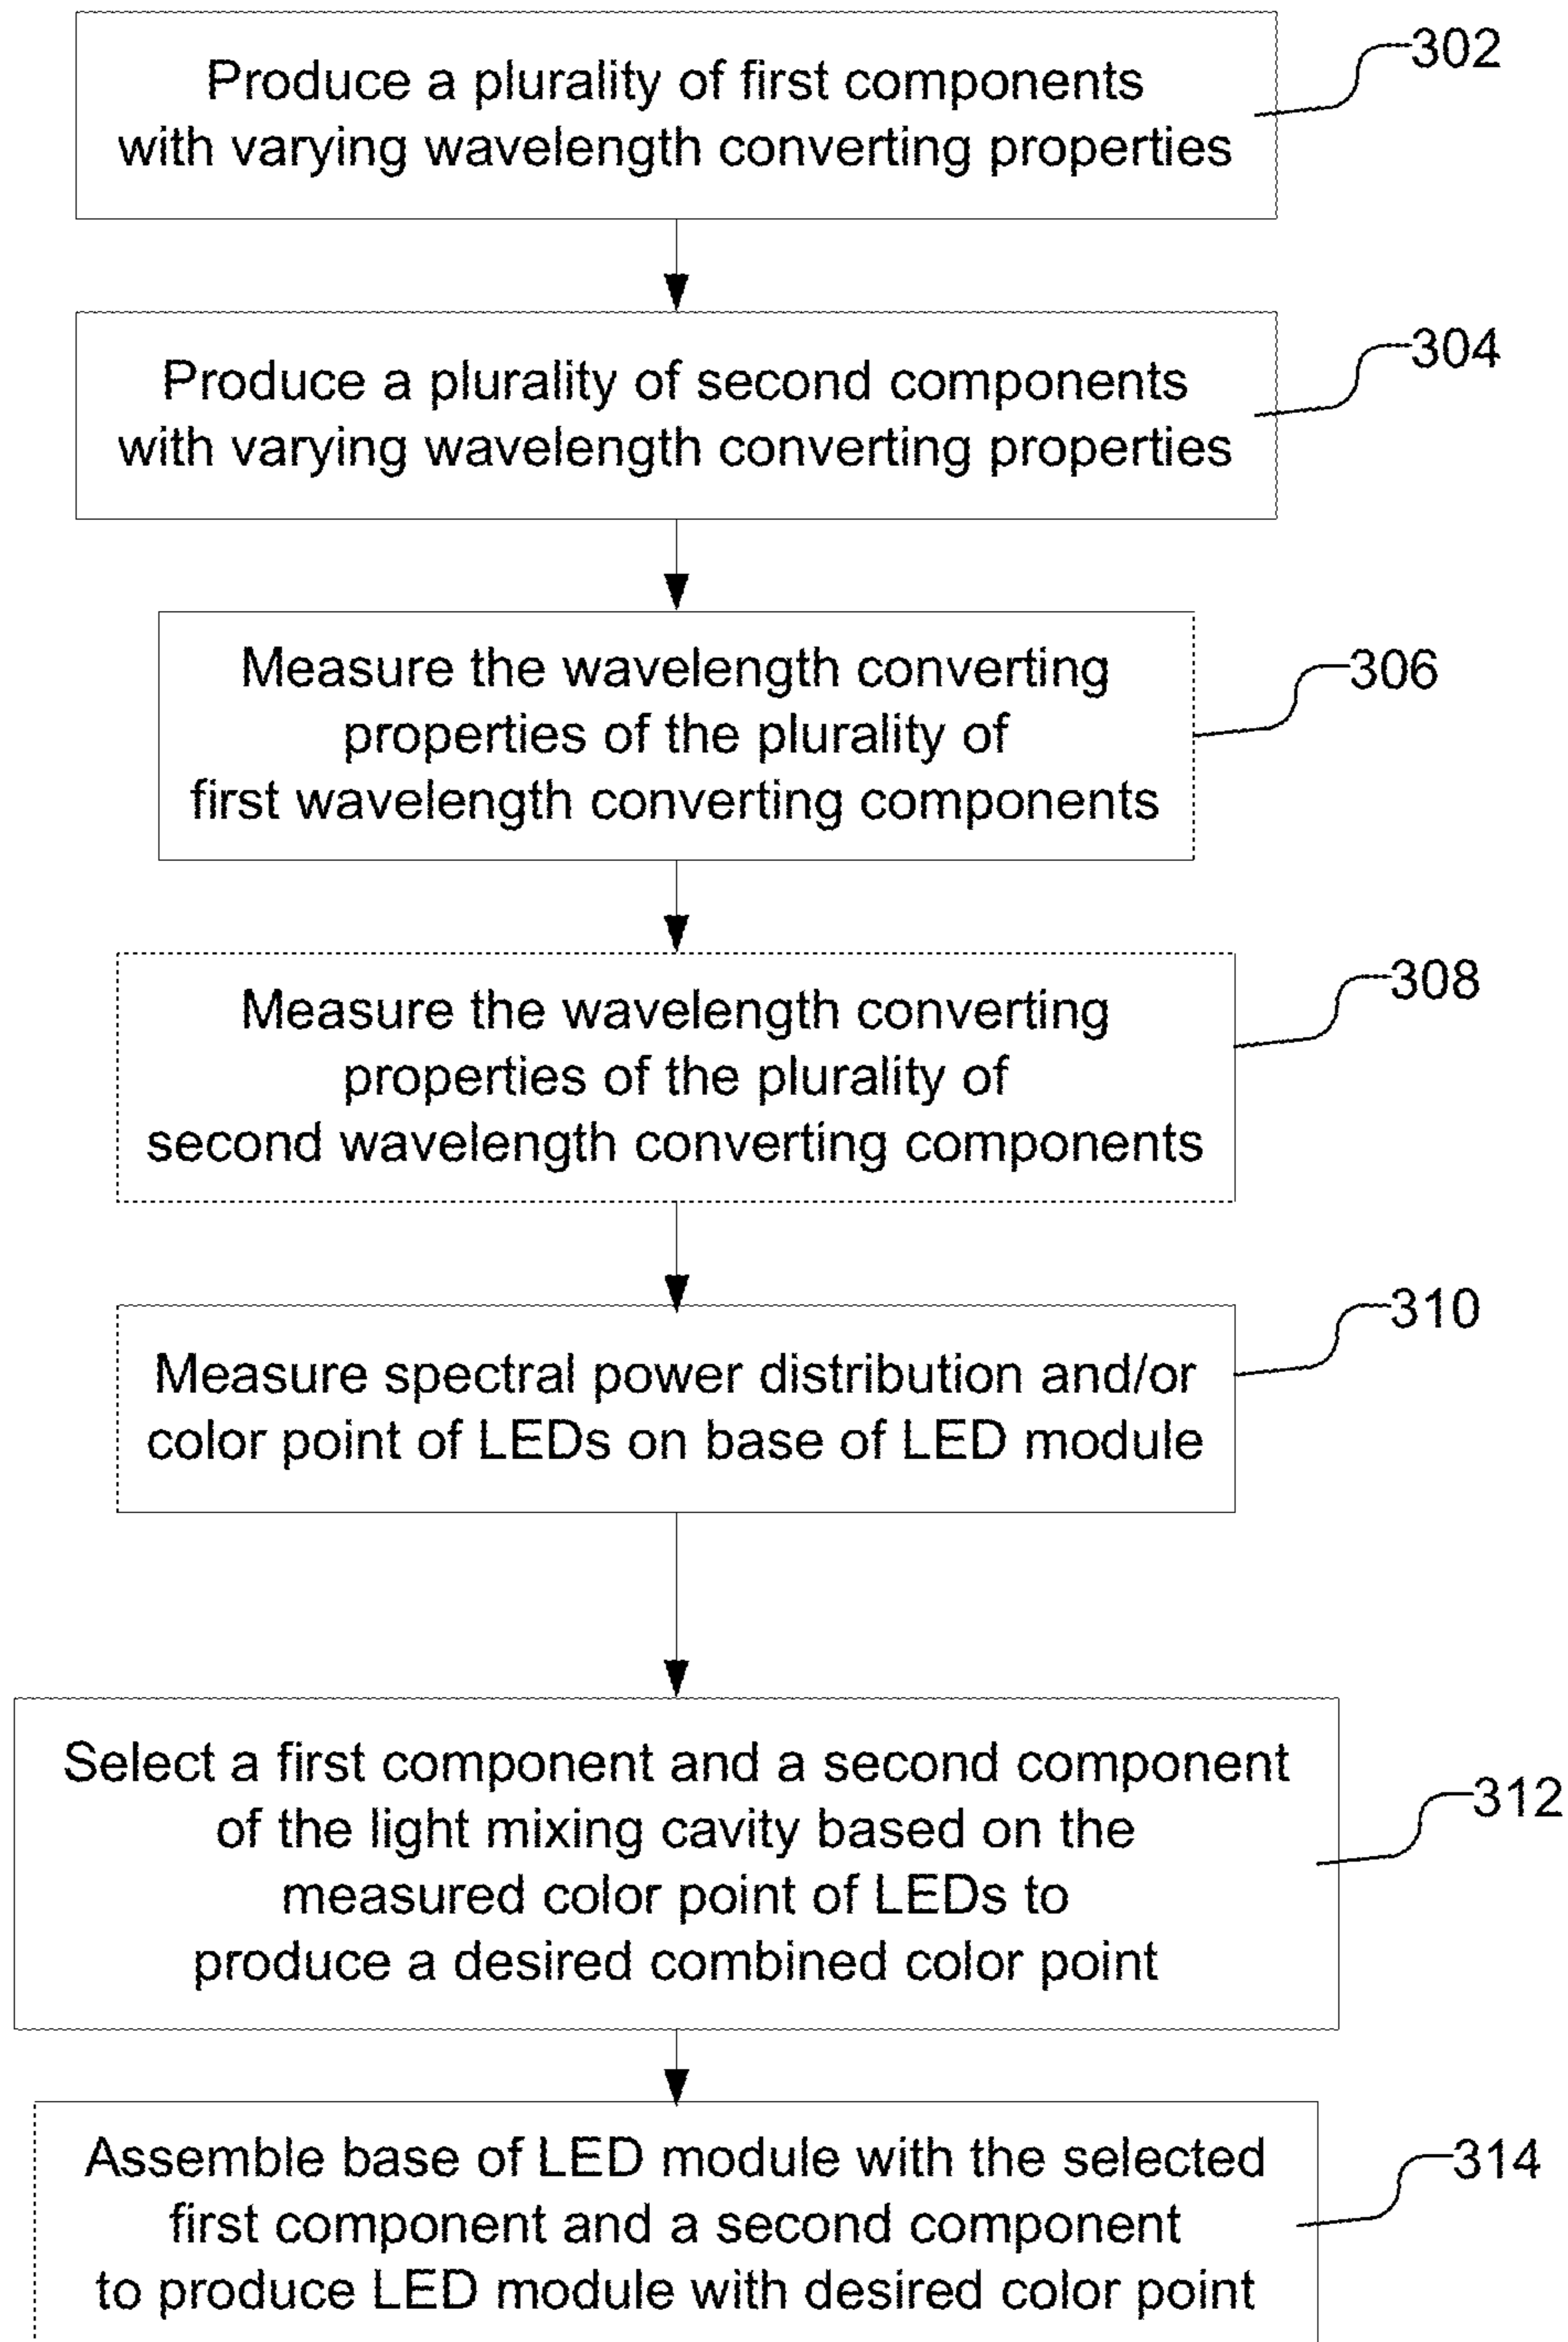 Produce a plurality of first components
with varying wavelength converting properties
302
Produce a plurality of second components
with varying wavelength converting properties
304
Measure the wavelength converting
properties of the plurality of
first wavelength converting components
306
Measure the wavelength converting
properties of the plurality of
second wavelength converting components
308
Measure spectral power distribution and/or
color point of LEDs on base of LED module
310
Select a first component and a second component
of the light mixing cavity based on the
measured color point of LEDs to
produce a desired combined color point
312
Assemble base of LED module with the selected
first component and a second component
to produce LED module with desired color point
314